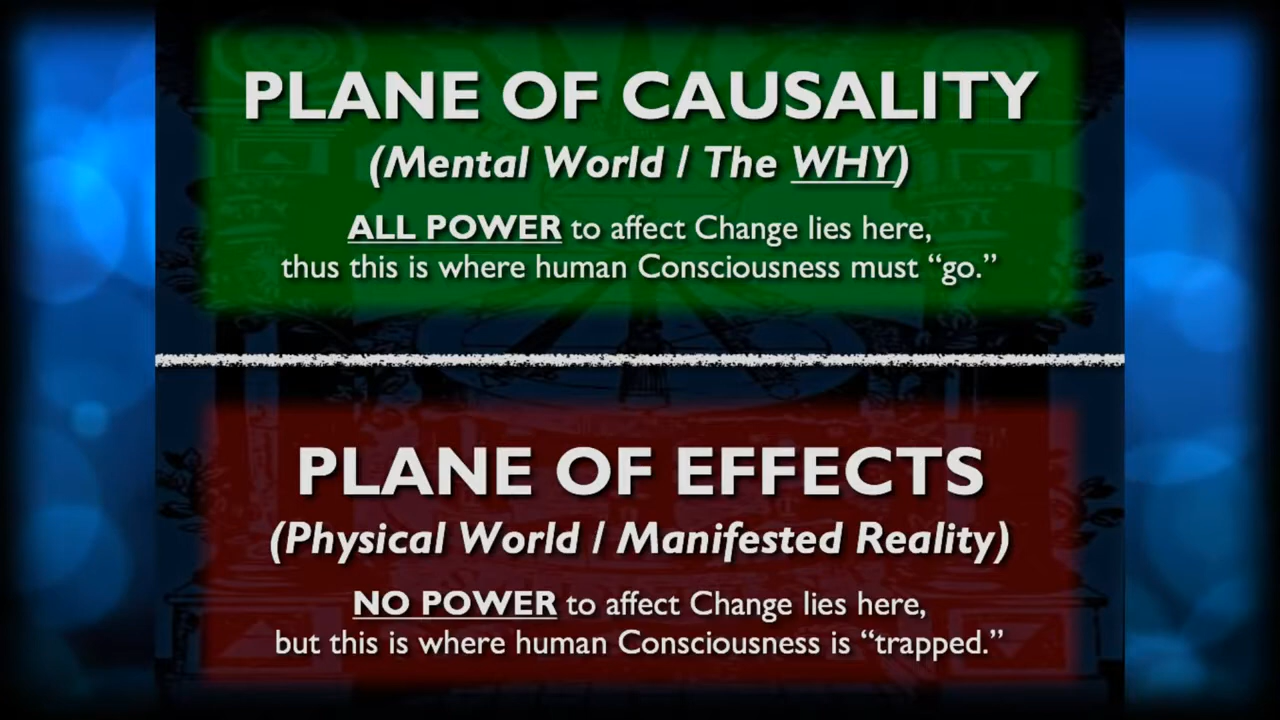 PLANE OF CAUSALITY
(Mental World / The WHY)
ALL POWER to affect Change lies here,
thus this is where human Consciousness must “go.”
PLANE OF EFFECTS
(Physical World / Manifested Reality)
NO POWER to affect Change lies here,
but this is where human Consciousness is “trapped.”